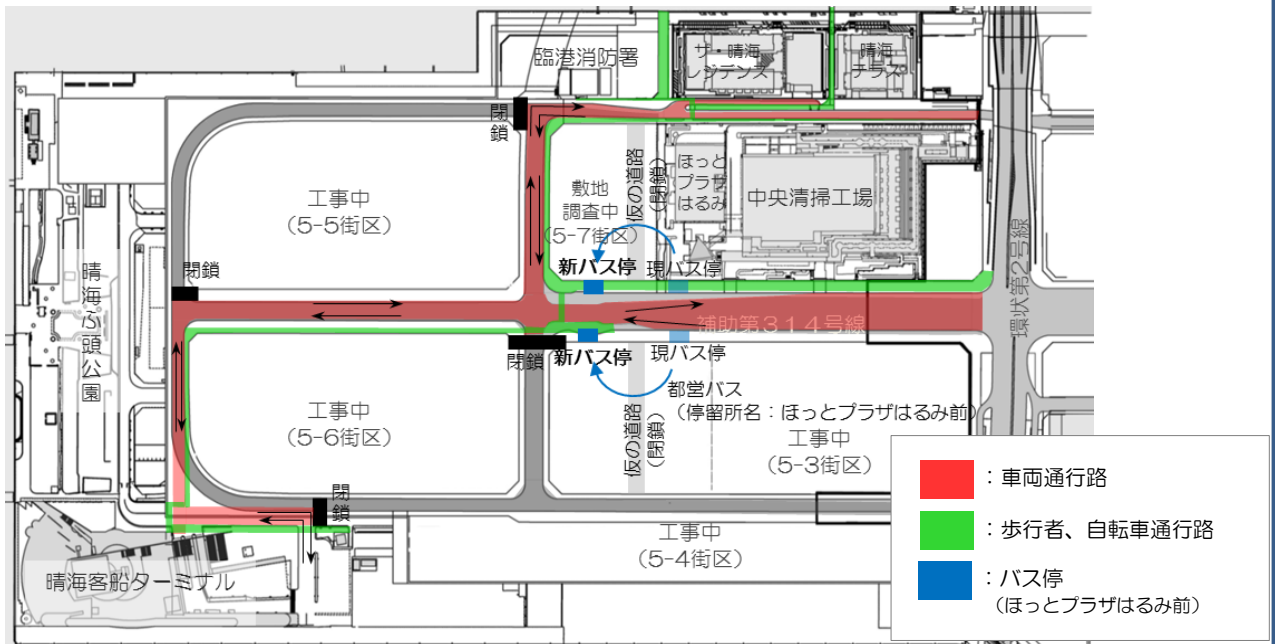 臨港消防署
ザ・晴海
レジデンス
晴海
テラス
閉
鎖
工事中
(5-5街区)
敷地
調査中
(5-7街区)
仮の道路
(閉鎖)
ほっと
プラザ
はるみ
中央清掃工場
環状第2号線
晴海ふ頭公園
閉鎖
新バス停
現バス停
補助第314号線
閉鎖
新バス停
現バス停
都営バス
(停留所名:ほっとプラザはるみ前)
工事中
(5-6街区)
仮の道路
(閉鎖)
工事中
(5-3街区)
閉
鎖
工事中
(5-4街区)
晴海客船ターミナル
:車両通行路
:歩行者、自転車通行路
:バス停
(ほっとプラザはるみ前)